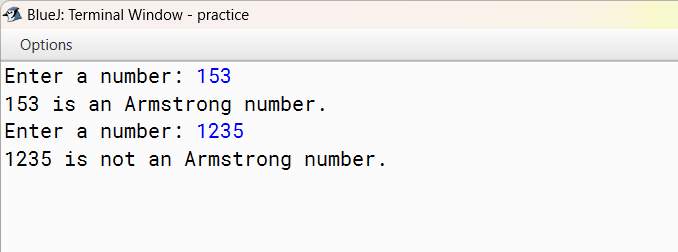 BlueJ: Terminal Window - practice
Options
Enter a number: 153
153 is an Armstrong number.
Enter a number: 1235
1235 is not an Armstrong number.